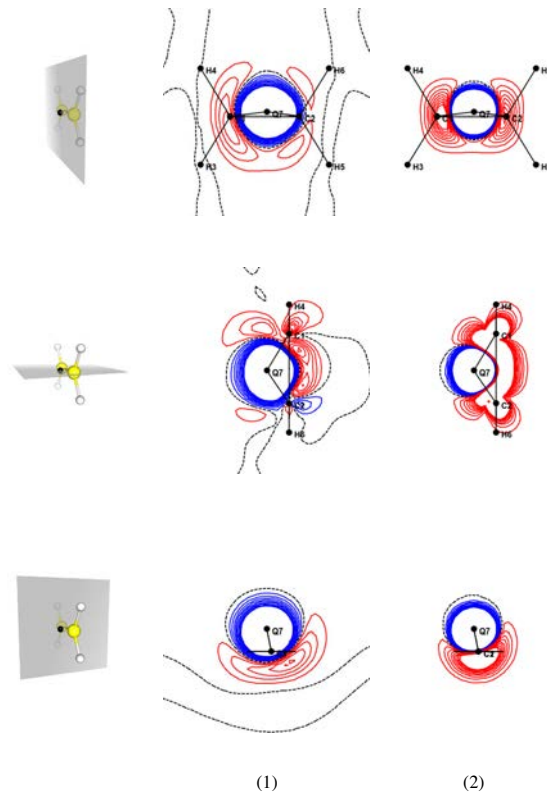 H4 H6 H4
Q7 C2 Q7 C2
H3 H5 H3
H4 H4
C1
Q7 Q7
C2 C2
H6 H6
Q7 Q7
C2
(1) (2)